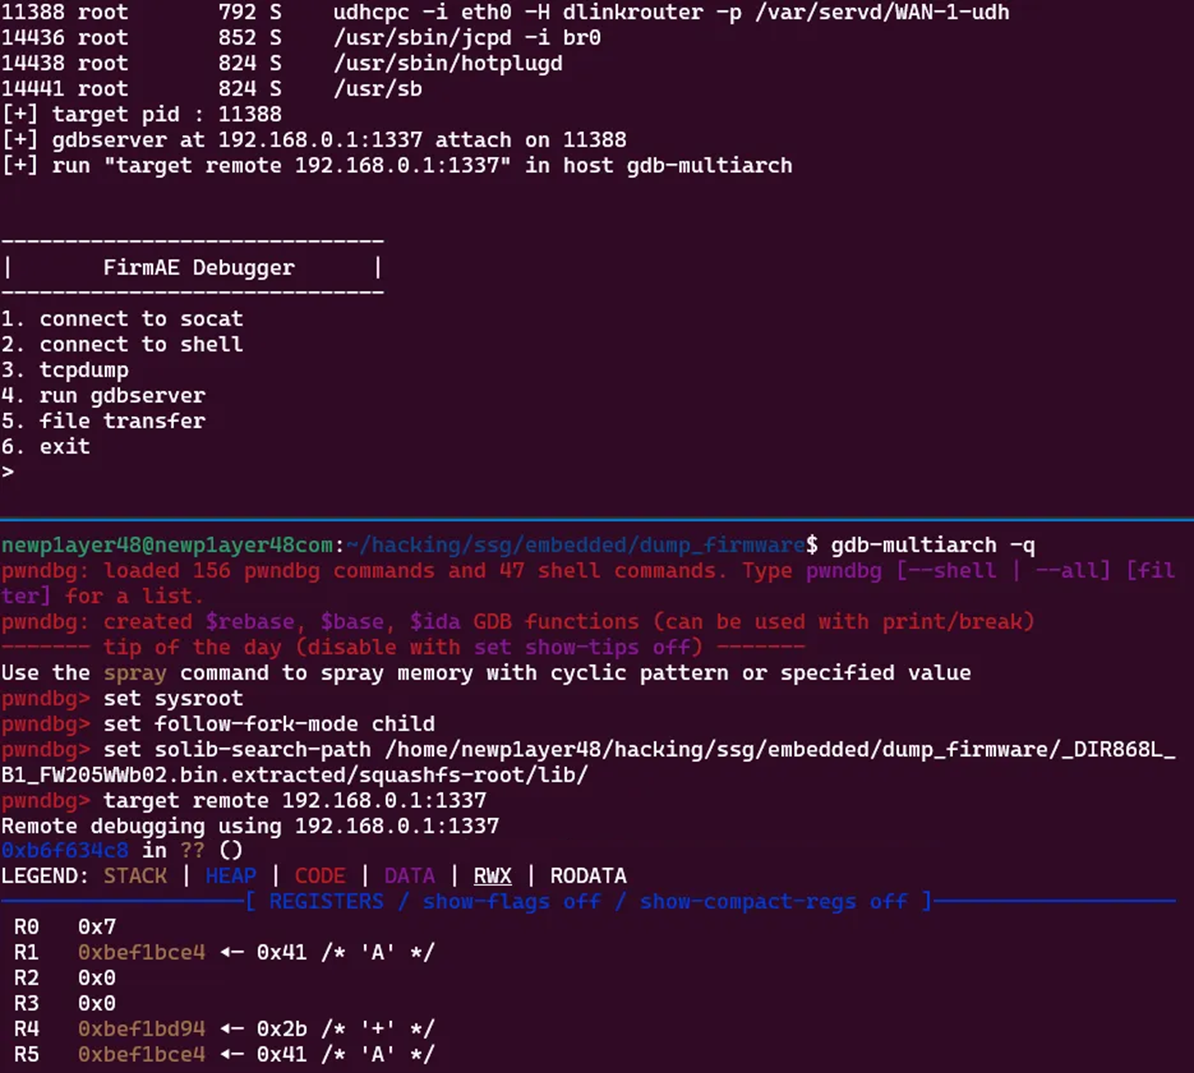 11388 root       792 S    udhcpc -i eth0 -H dlinkrouter -p /var/servd/WAN-1-udh
14436 root       852 S    /usr/sbin/jcpd -i br0
14438 root       824 S    /usr/sbin/hotplugd
14441 root       824 S    /usr/sb
[+] target pid : 11388
[+] gdbserver at 192.168.0.1:1337 attach on 11388
[+] run "target remote 192.168.0.1:1337" in host gdb-multiarch
------------------------------
|       FirmAE Debugger      |
------------------------------
1. connect to socat
2. connect to shell
3. tcpdump
4. run gdbserver
5. file transfer
6. exit
>
newp1ayer48@newp1ayer48com:~/hacking/ssg/embedded/dump_firmware$ gdb-multiarch -q
pwndbg: loaded 156 pwndbg commands and 47 shell commands. Type pwndbg [--shell | --all] [fil
ter] for a list.
pwndbg: created $rebase, $base, $ida GDB functions (can be used with print/break)
------- tip of the day (disable with set show-tips off) -------
Use the spray command to spray memory with cyclic pattern or specified value
pwndbg> set sysroot
pwndbg> set follow-fork-mode child
pwndbg> set solib-search-path /home/newp1ayer48/hacking/ssg/embedded/dump_firmware/_DIR868L_
B1_FW205WWb02.bin.extracted/squashfs-root/lib/
pwndbg> target remote 192.168.0.1:1337
Remote debugging using 192.168.0.1:1337
0xb6f634c8 in ?? ()
LEGEND: STACK | HEAP | CODE | DATA | RWX | RODATA
───────────────────[ REGISTERS / show-flags off / show-compact-regs off ]───────────────────
R0   0x7
R1   0xbef1bce4 ◂— 0x41 /* 'A' */
R2   0x0
R3   0x0
R4   0xbef1bd94 ◂— 0x2b /* '+' */
R5   0xbef1bce4 ◂— 0x41 /* 'A' */